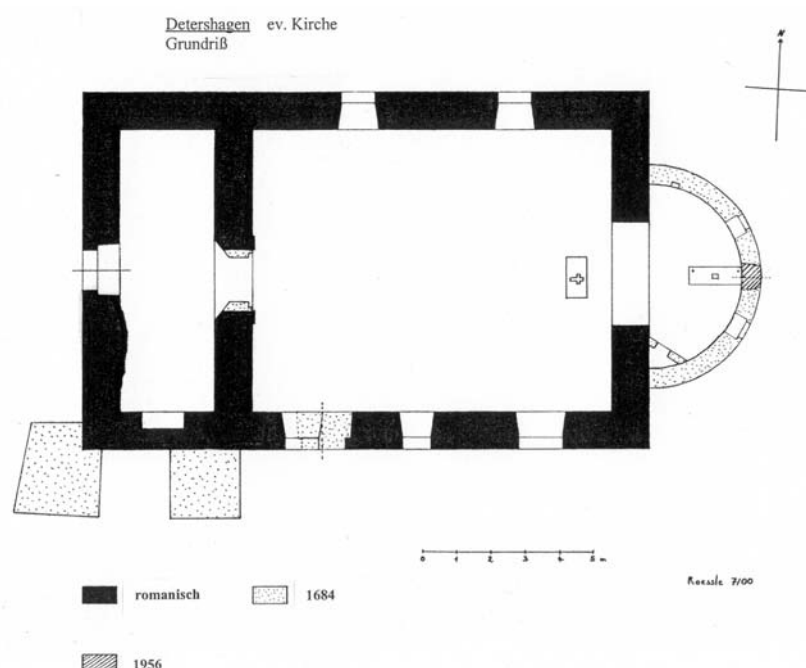 Detershagen ev. Kirche
Grundriß
N
0 1 2 3 4 5 m
Roessle 7/00
romanisch
1684
1956